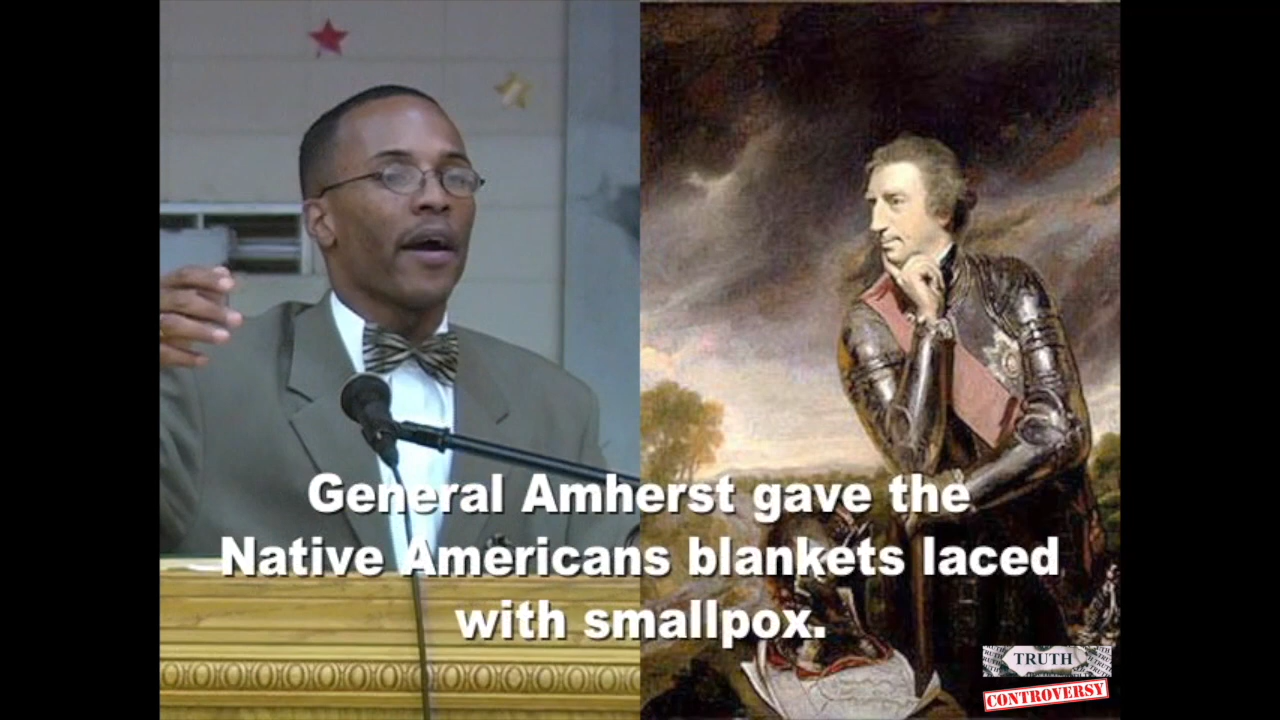 General Amherst gave the
Native Americans blankets laced
with smallpox.
TRUTH
CONTROVERSY